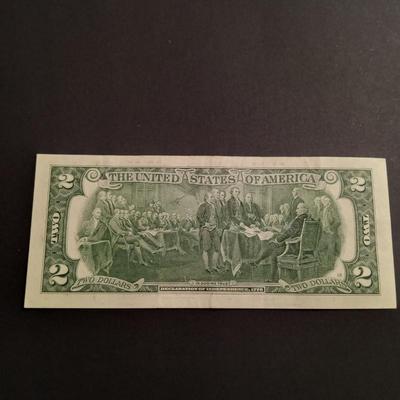 THE UNITED STATES OF AMERICA
2 2
TWO TWO
2 2
TWO DOLLARS TWO DOLLARS
IN GOD WE TRUST
DECLARATION OF INDEPENDENCE, 1776